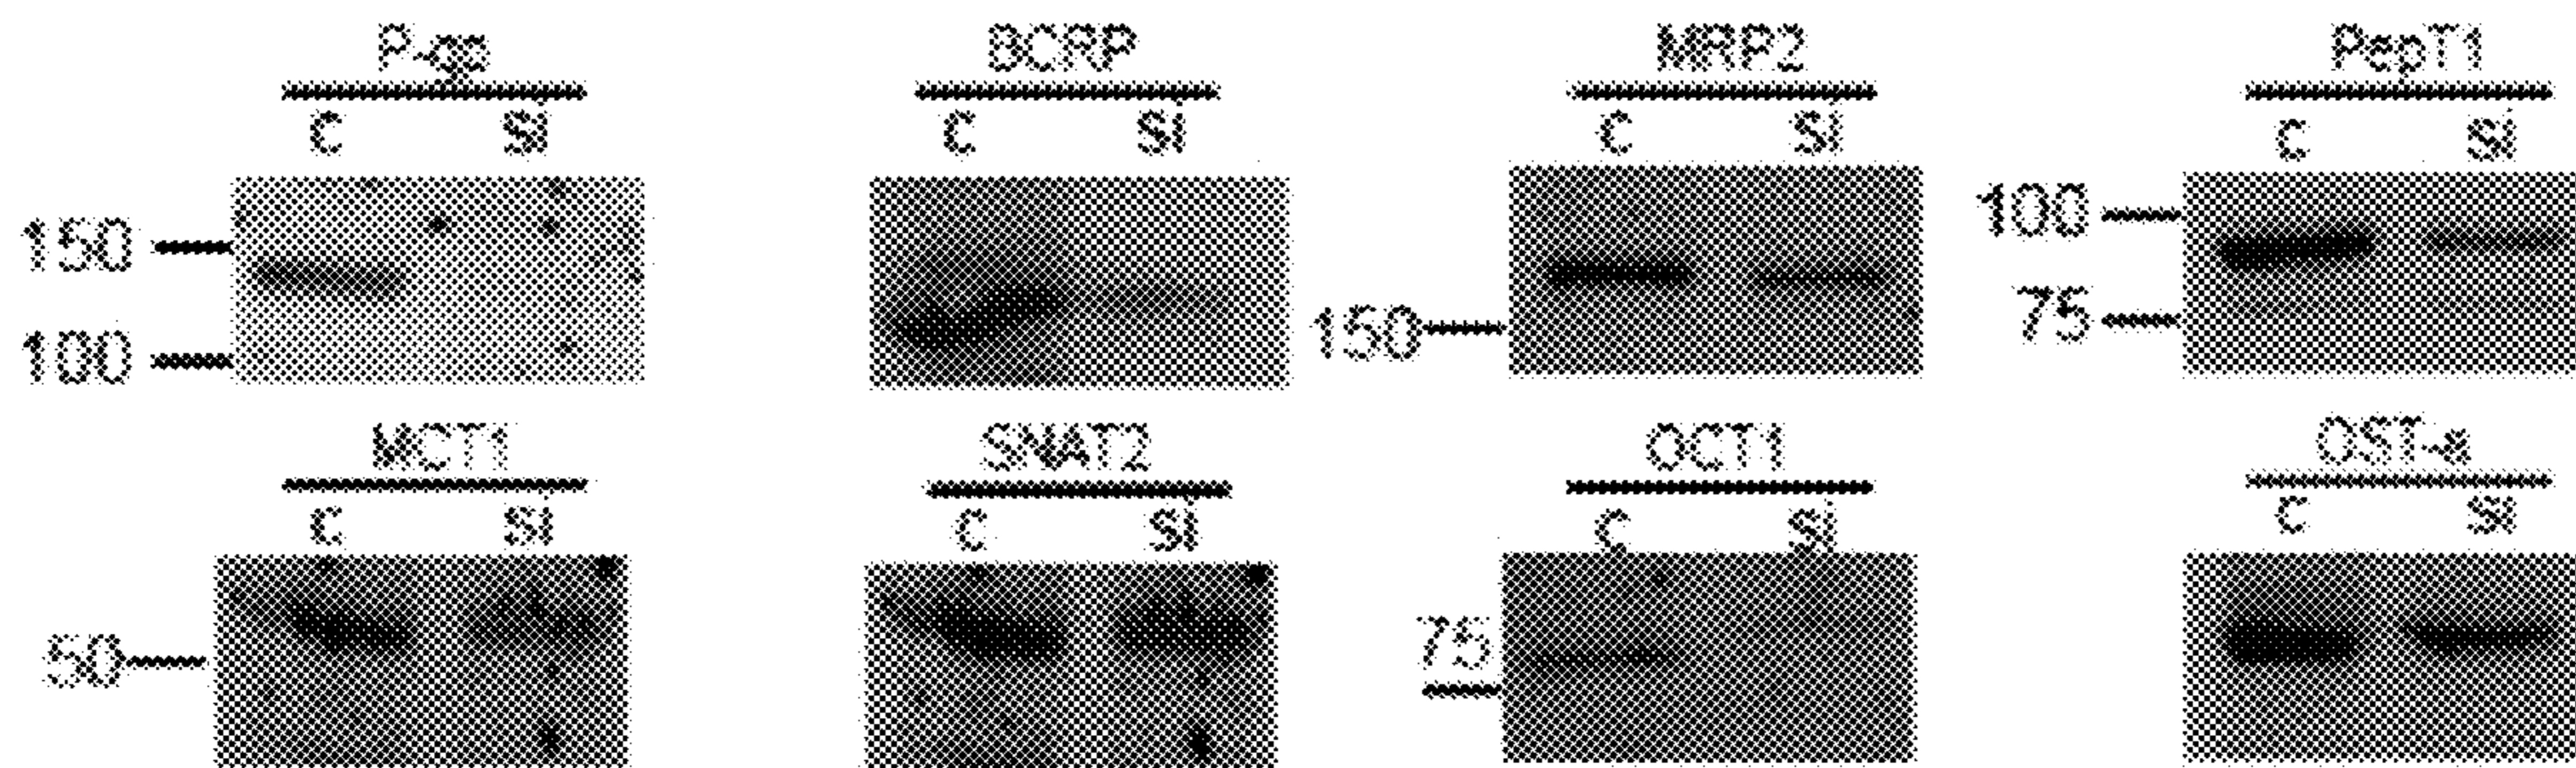 P-gp BCRP MRP2 PepT1
C Si C Si C Si C Si
150
100
150
100
75
MCT1 SNAT2 OCT1 OST-α
C Si C Si C Si C Si
50
75